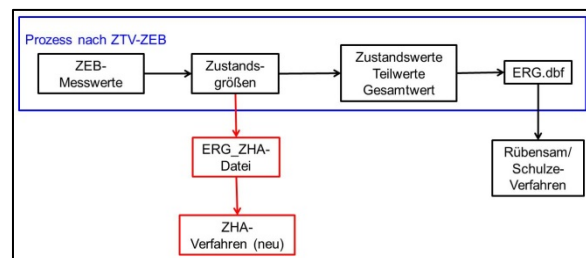 Prozess nach ZTV-ZEB
ZEB-
Messwerte
Zustands-
größen
Zustandswerte
Teilwerte
Gesamtwert
ERG.dbf
ERG_ZHA-
Datei
Rübensam/
Schulze-
Verfahren
ZHA-
Verfahren (neu)